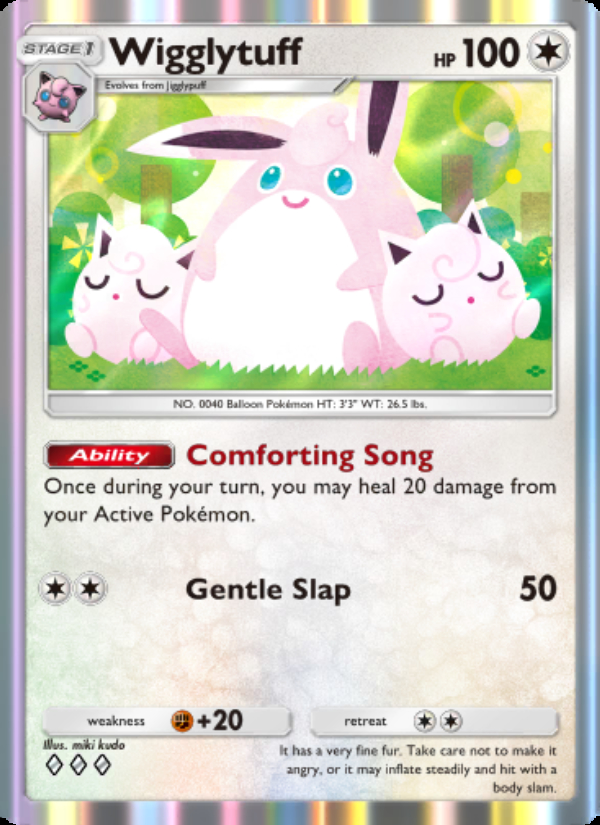 STAGE 1 Wigglytuff HP 100
Evolves from Jigglypuff
NO. 0040 Balloon Pokémon HT: 3'3" WT: 26.5 lbs.
Ability Comforting Song
Once during your turn, you may heal 20 damage from
your Active Pokémon.
Gentle Slap 50
weakness +20 retreat
Illus. miki kudo
It has a very fine fur. Take care not to make it
angry, or it may inflate steadily and hit with a
body slam.